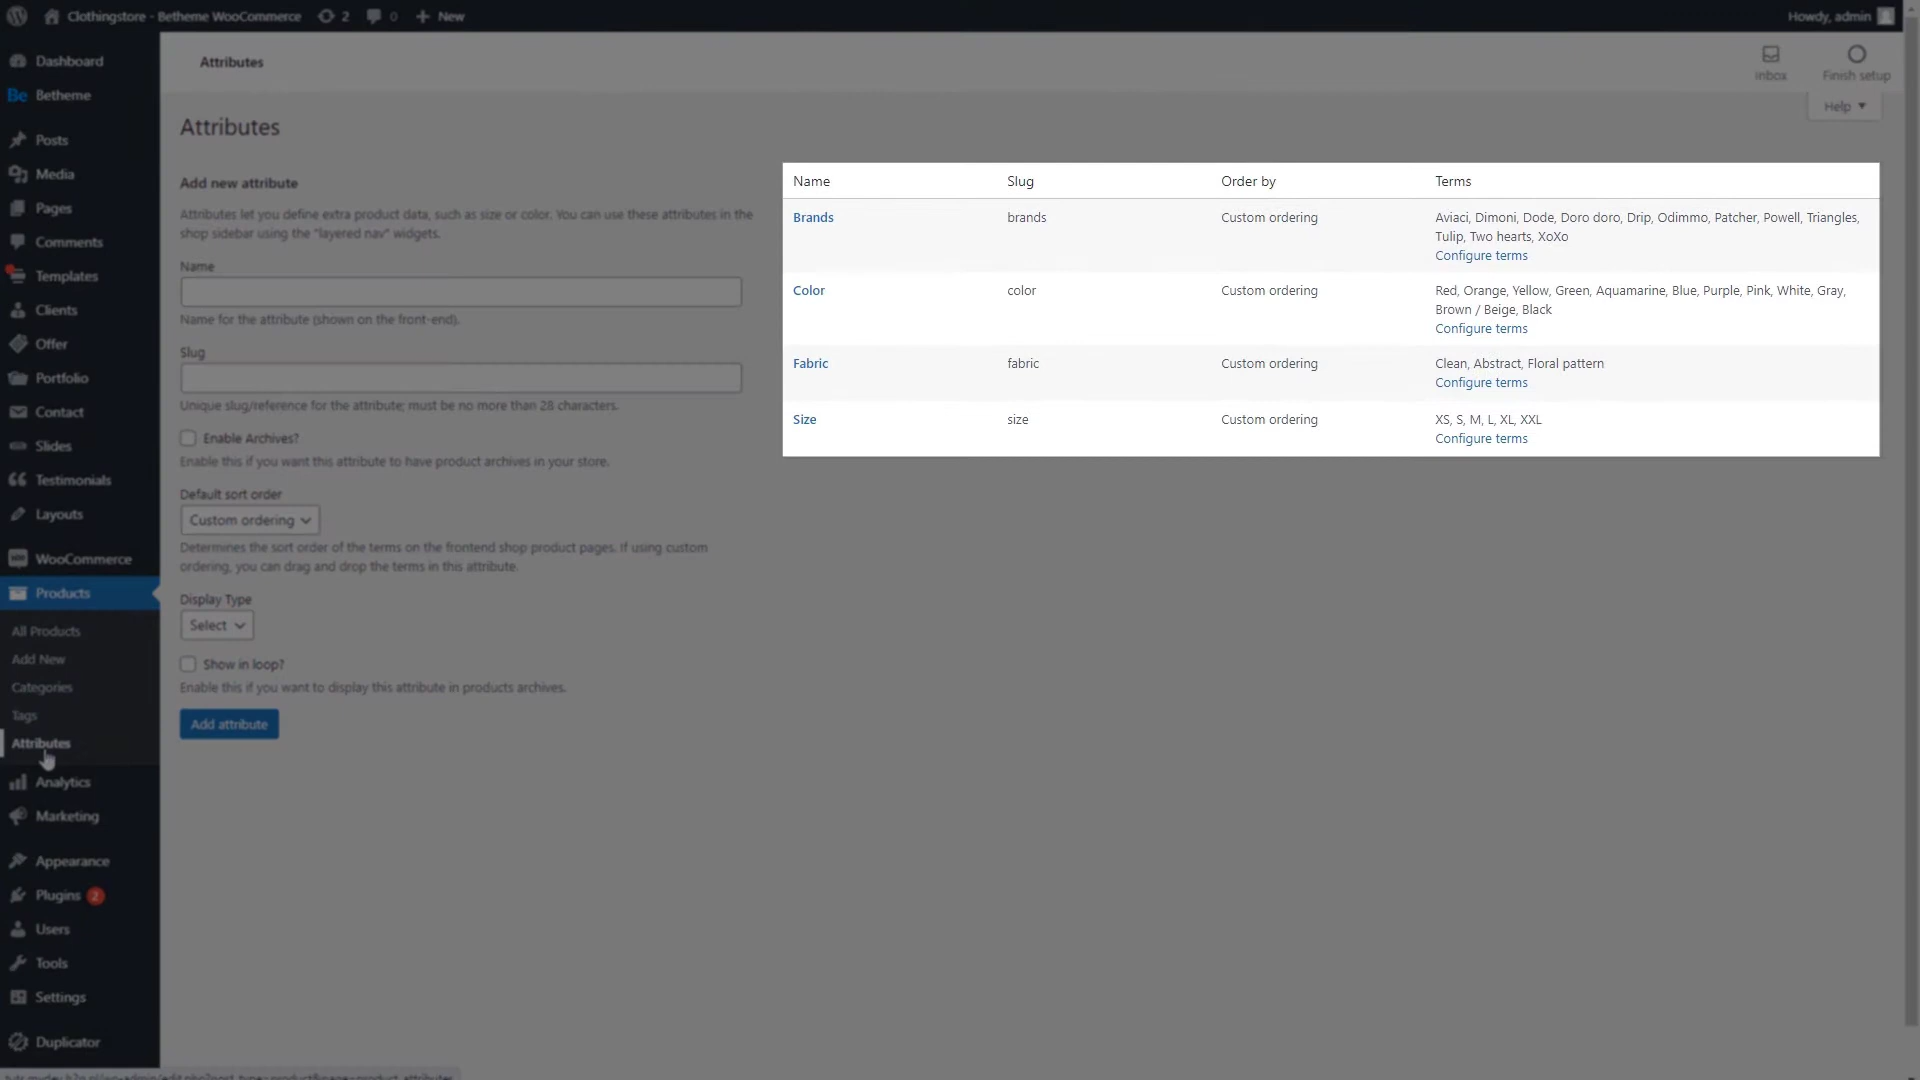 Clothingstore - Betheme WooCommerce
2
0
New
Howdy, admin
Dashboard
Be Betheme
Posts
Media
Pages
Comments
Templates
Clients
Offer
Portfolio
Contact
Slides
Testimonials
Layouts
WooCommerce
Products
All Products
Add New
Categories
Tags
Attributes
Analytics
Marketing
Appearance
Plugins 2
Users
Tools
Settings
Duplicator
Attributes
Inbox
Finish setup
Help
Attributes
Add new attribute
Attributes let you define extra product data, such as size or color. You can use these attributes in the
shop sidebar using the "layered nav" widgets.
Name
Name for the attribute (shown on the front-end).
Slug
Unique slug/reference for the attribute; must be no more than 28 characters.
Enable Archives?
Enable this if you want this attribute to have product archives in your store.
Default sort order
Custom ordering
Determines the sort order of the terms on the frontend shop product pages. If using custom
ordering, you can drag and drop the terms in this attribute.
Display Type
Select
Show in loop?
Enable this if you want to display this attribute in products archives.
Add attribute
Name Slug Order by Terms
Brands brands Custom ordering Aviaci, Dimoni, Dode, Doro doro, Drip, Odimmo, Patcher, Powell, Triangles,
Tulip, Two hearts, XoXo
Configure terms
Color color Custom ordering Red, Orange, Yellow, Green, Aquamarine, Blue, Purple, Pink, White, Gray,
Brown / Beige, Black
Configure terms
Fabric fabric Custom ordering Clean, Abstract, Floral pattern
Configure terms
Size size Custom ordering XS, S, M, L, XL, XXL
Configure terms